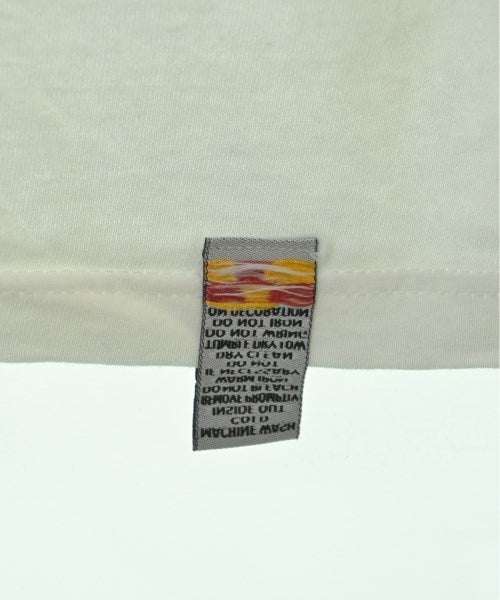 MACHINE WASH
COLD
INSIDE OUT
REMOVE PROMPTLY
DO NOT BLEACH
WARM IRON
IF NECESSARY
DO NOT
DRY CLEAN
TUMBLE DRY LOW
DO NOT WRING
DO NOT IRON
ON DECORATION